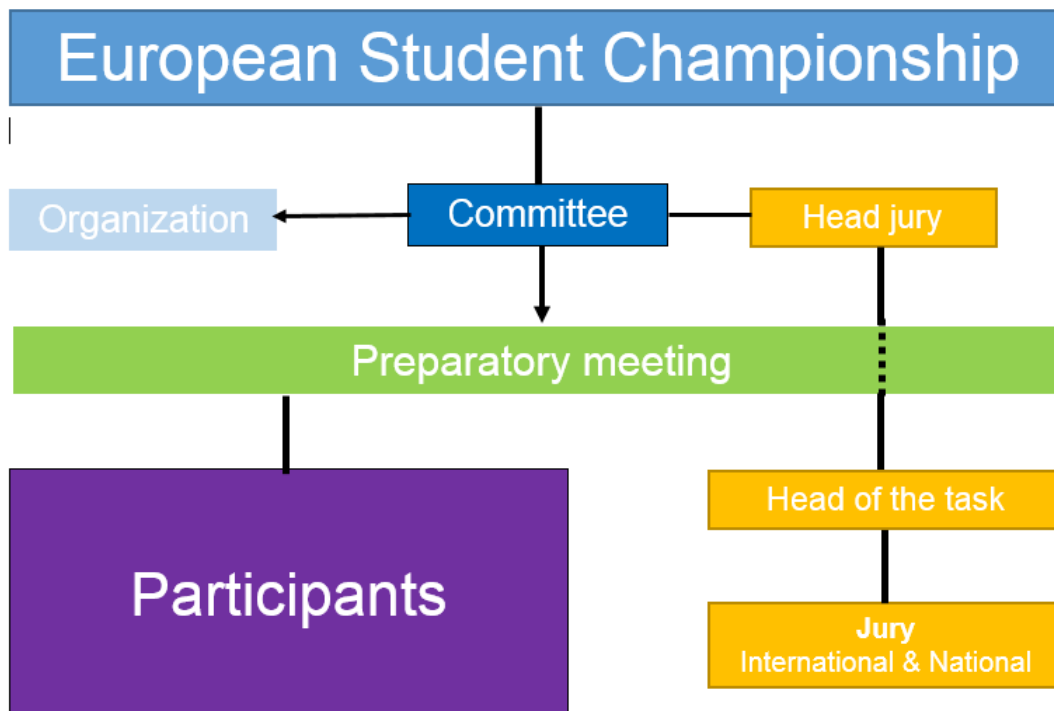 European Student Championship
Organization
Committee
Head jury
Preparatory meeting
Participants
Head of the task
Jury
International & National